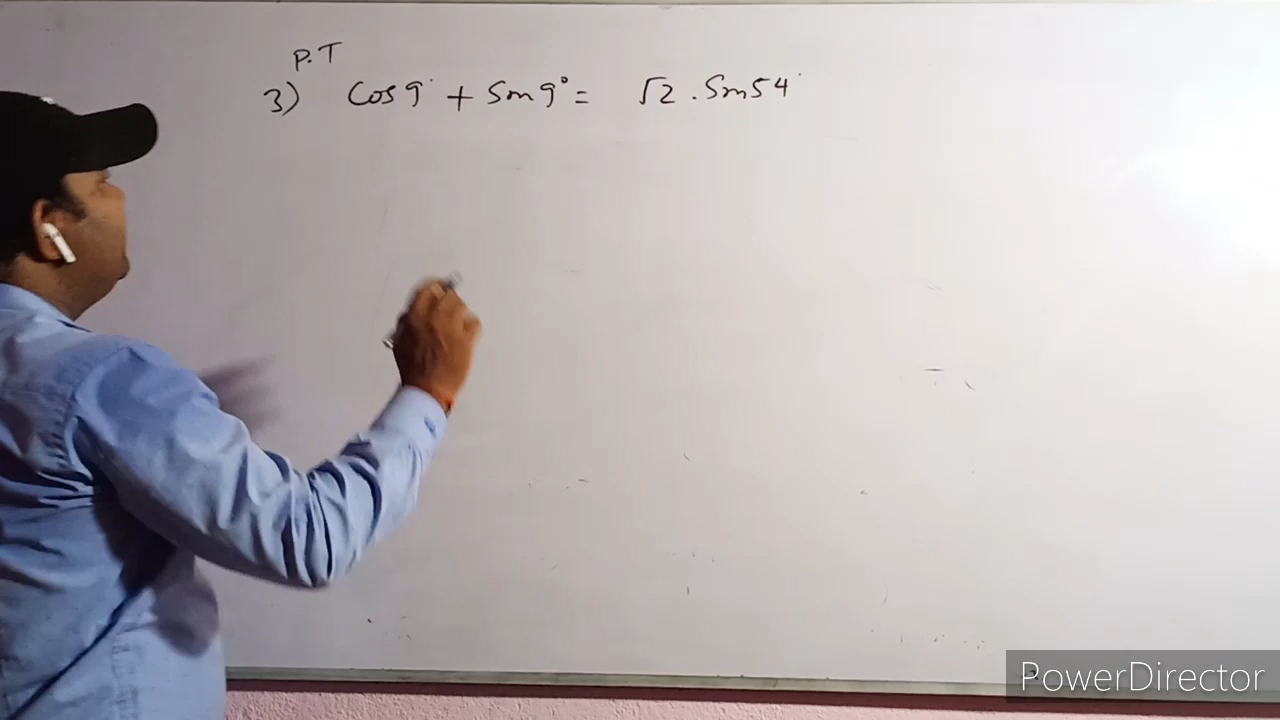 P.T
3) Cos 9° + Sin 9° = √2 . Sin 54°
PowerDirector